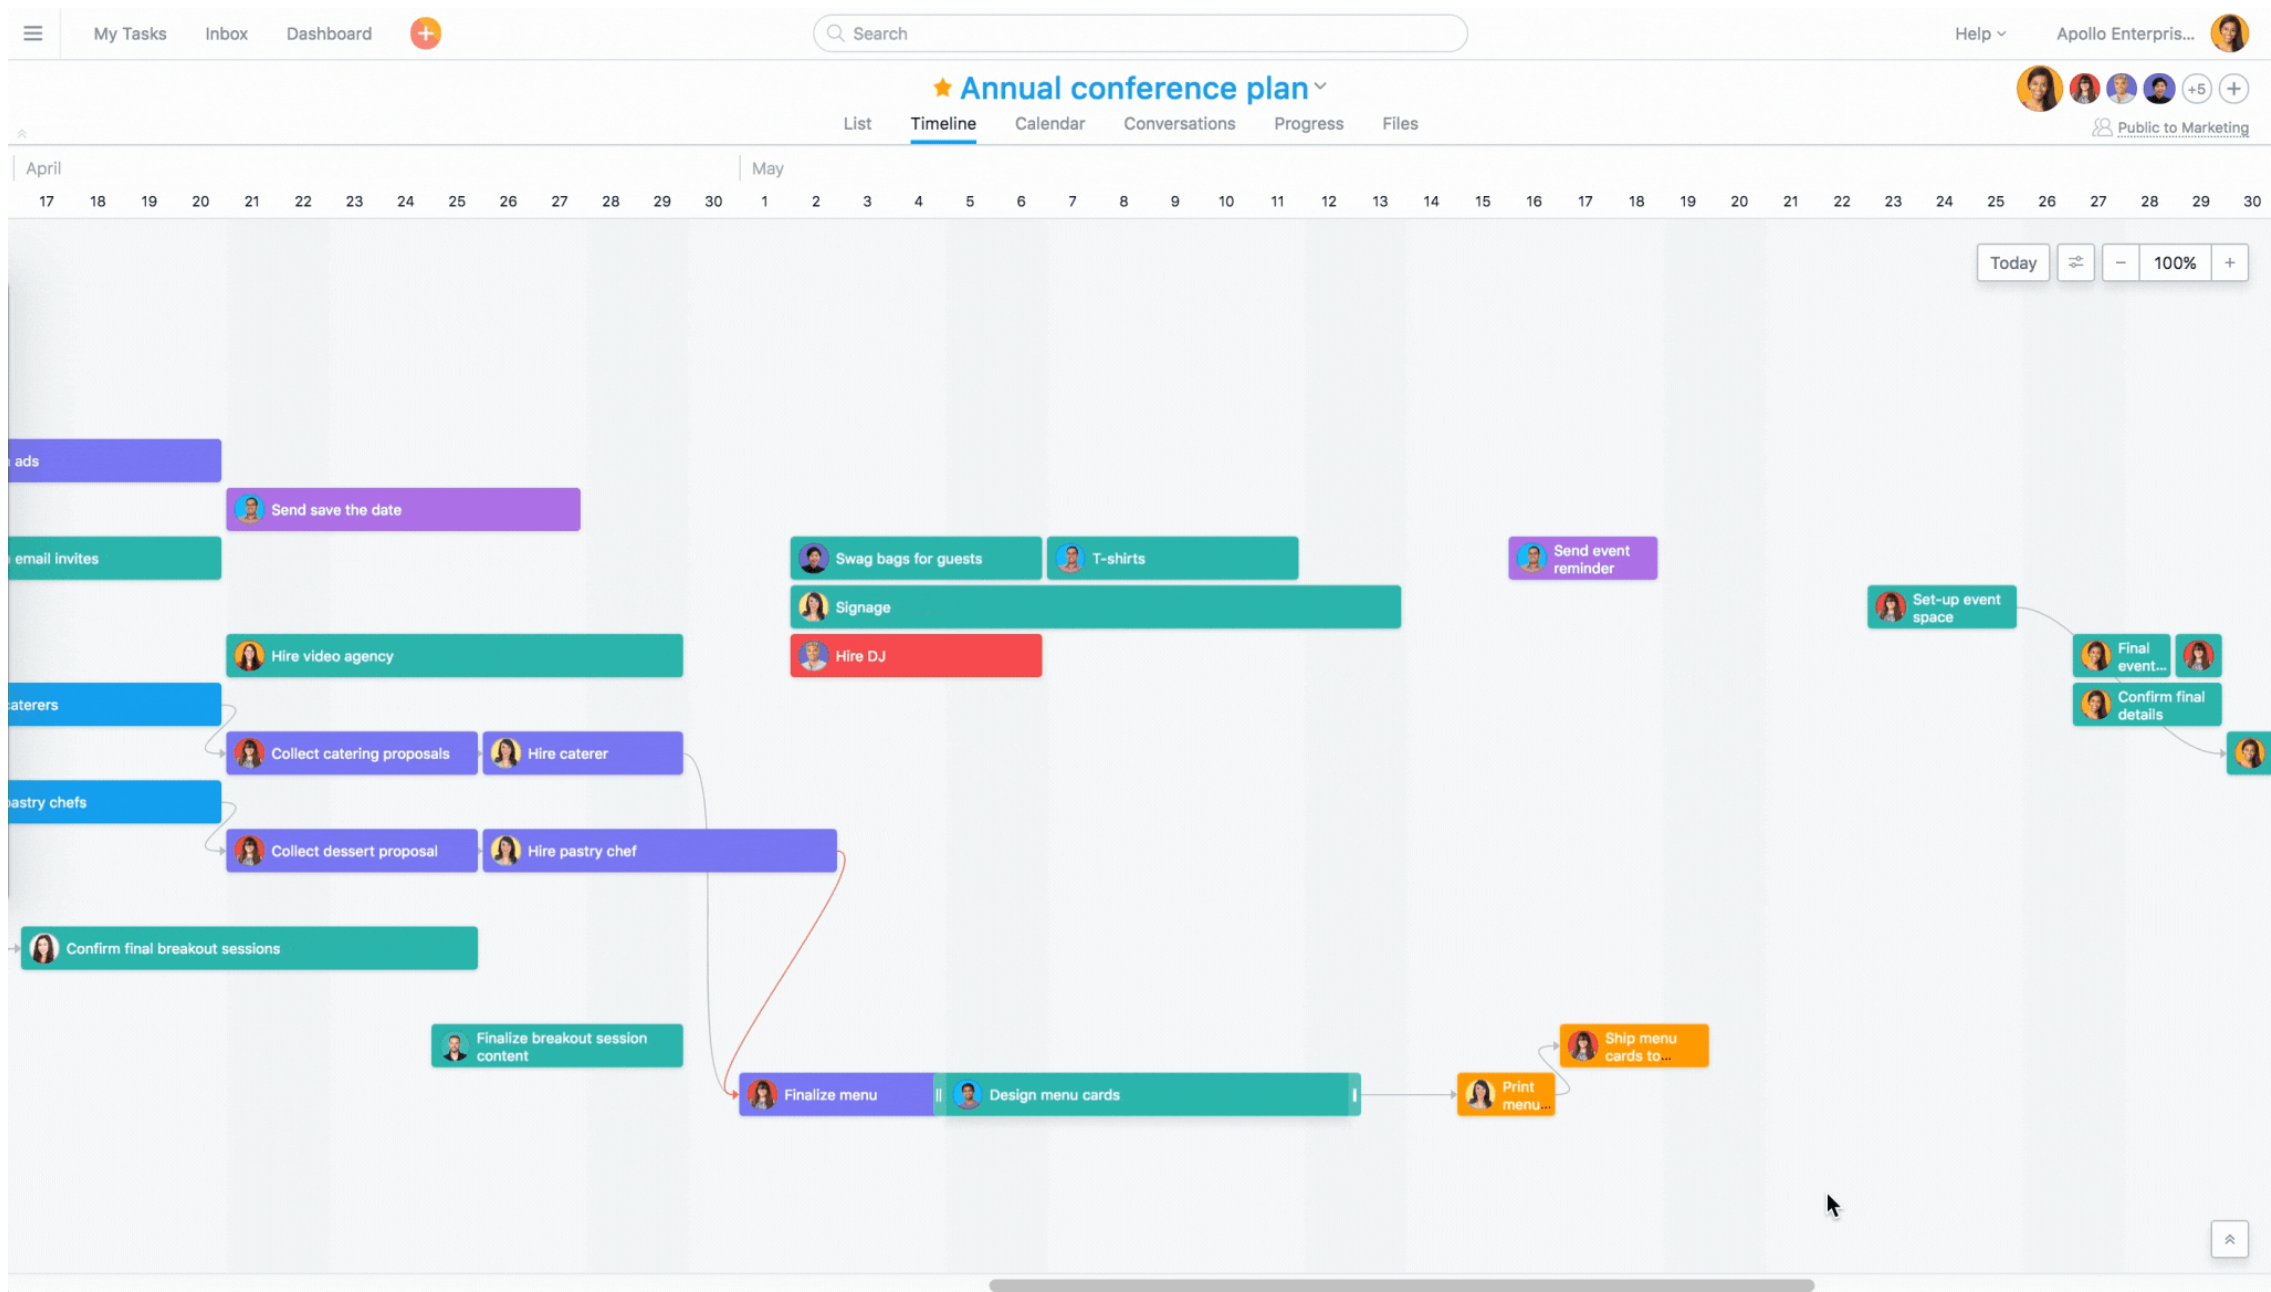 My Tasks
Inbox
Dashboard
Search
Help
Apollo Enterpris...
Annual conference plan
+5
List
Timeline
Calendar
Conversations
Progress
Files
Public to Marketing
April
May
17 18 19 20 21 22 23 24 25 26 27 28 29 30 1 2 3 4 5 6 7 8 9 10 11 12 13 14 15 16 17 18 19 20 21 22 23 24 25 26 27 28 29 30
Today
100%
ads
Send save the date
email invites
Swag bags for guests
T-shirts
Send event
reminder
Signage
Set-up event
space
Hire video agency
Hire DJ
Final
event...
aterers
Confirm final
details
Collect catering proposals
Hire caterer
astry chefs
Collect dessert proposal
Hire pastry chef
Confirm final breakout sessions
Finalize breakout session
content
Ship menu
cards to...
Finalize menu
Design menu cards
Print
menu...